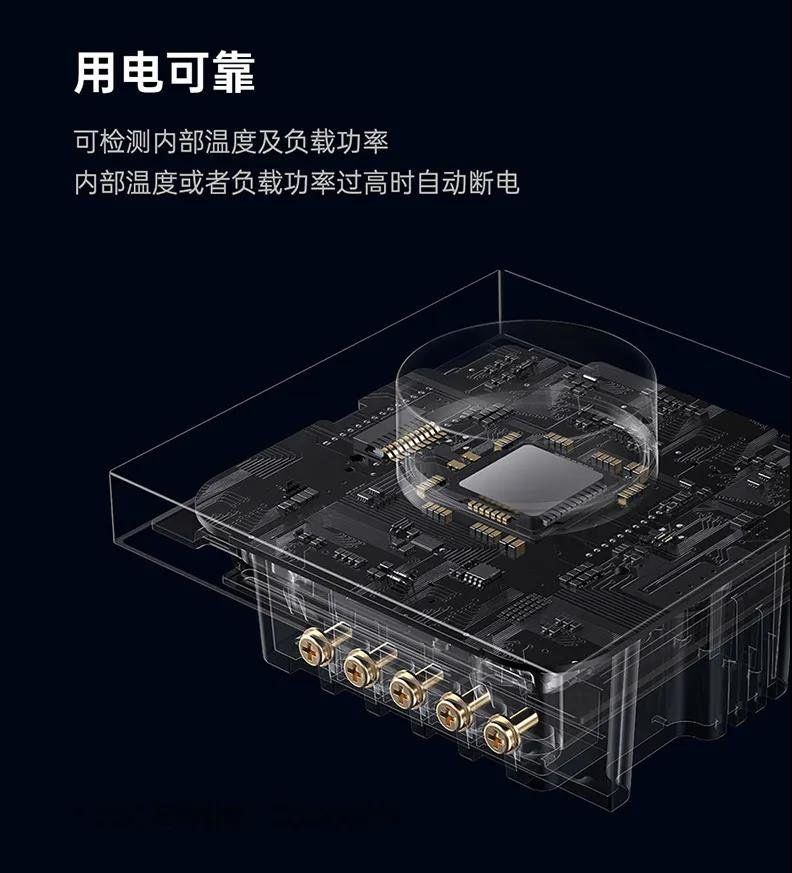 用电可靠
可检测内部温度及负载功率
内部温度或者负载功率过高时自动断电